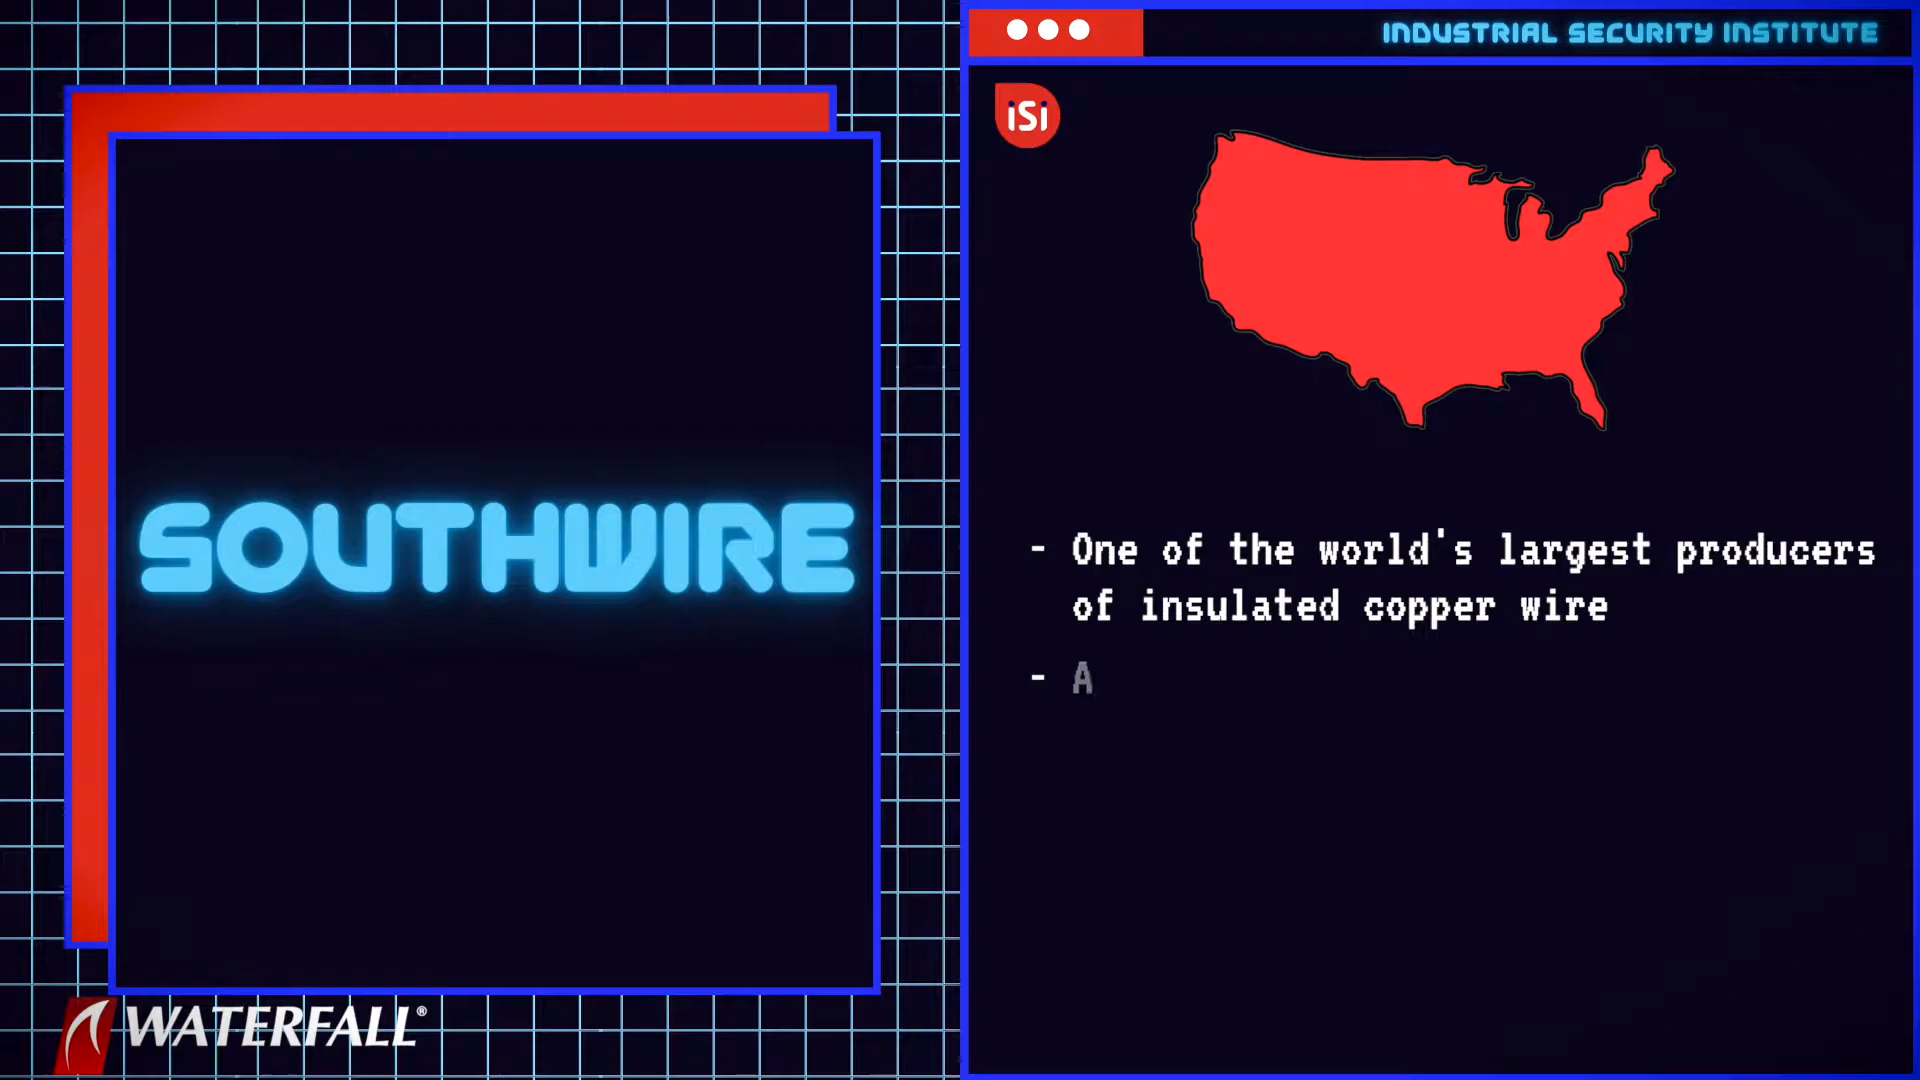 INDUSTRIAL SECURITY INSTITUTE
iSi
SOUTHWIRE
- One of the world's largest producers
of insulated copper wire
- A
WATERFALL®